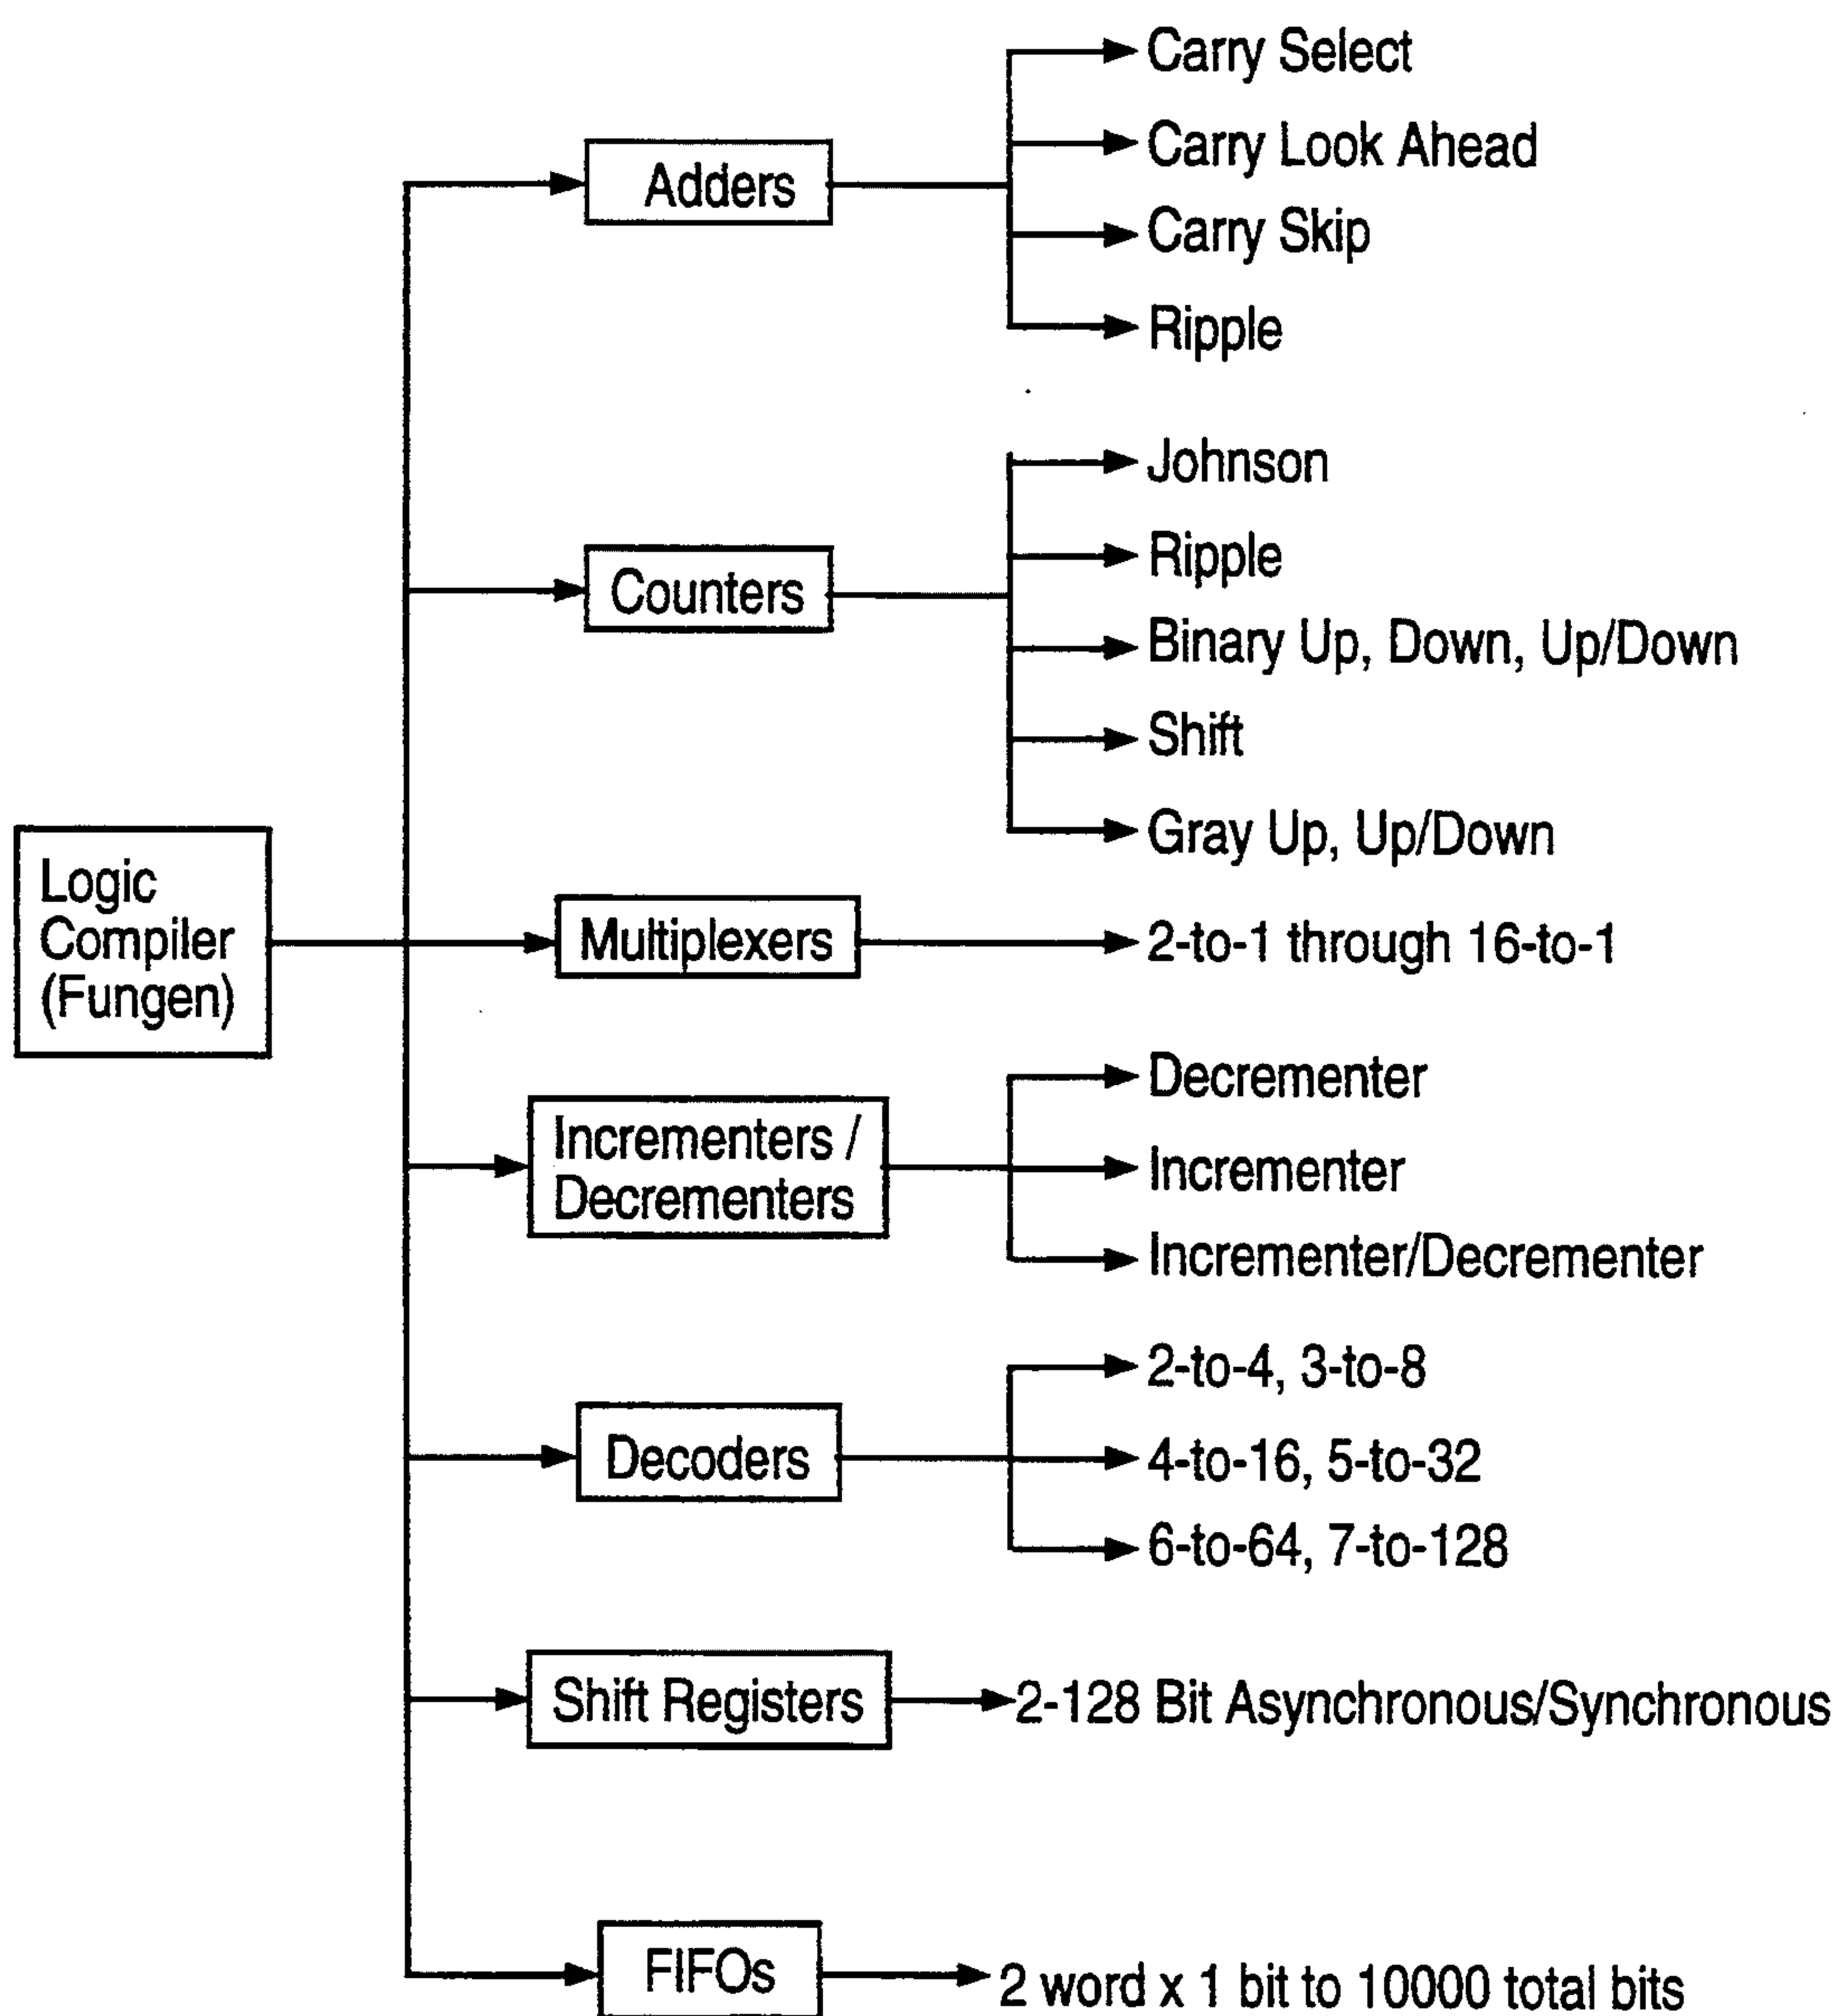 Carry Select
Carry Look Ahead
Adders
Carry Skip
Ripple
Johnson
Ripple
Counters
Binary Up, Down, Up/Down
Shift
Gray Up, Up/Down
Logic
Compiler
(Fungen)
Multiplexers
2-to-1 through 16-to-1
Decrementer
Incrementers /
Decrementers
Incrementer
Incrementer/Decrementer
2-to-4, 3-to-8
Decoders
4-to-16, 5-to-32
6-to-64, 7-to-128
Shift Registers
2-128 Bit Asynchronous/Synchronous
FIFOs
2 word x 1 bit to 10000 total bits